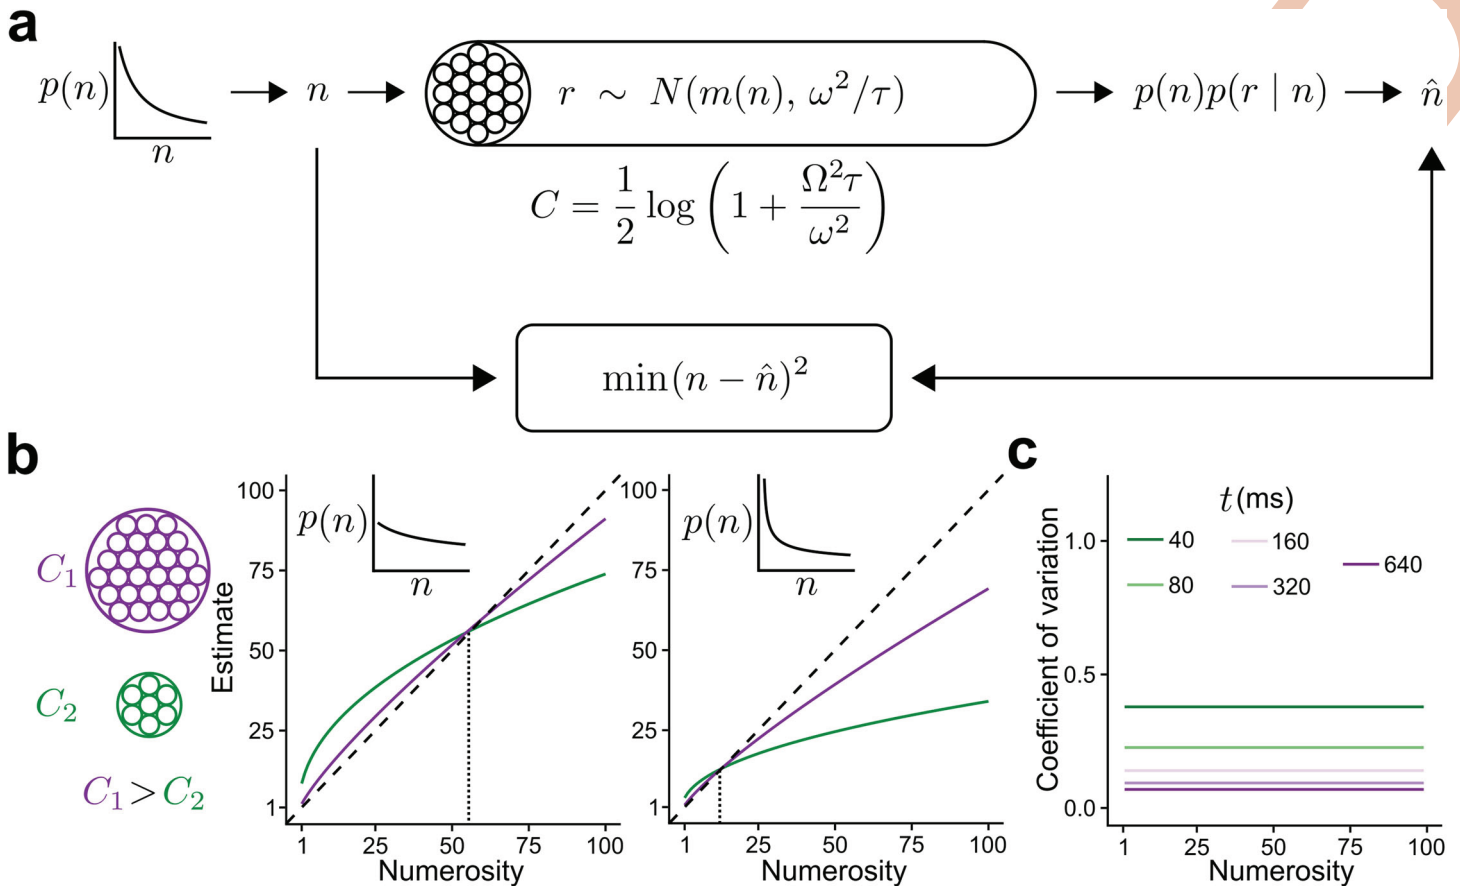 a
p(n)
n
n
r ∼ N(m(n), ω²/τ)
p(n)p(r | n)
n̂
C = 1/2 log (1 + Ω²τ/ω²)
min(n − n̂)²
b
C₁
C₂
C₁ > C₂
Estimate
100
75
50
25
1
p(n)
n
1 25 50 75 100
Numerosity
100
75
50
25
1
p(n)
n
1 25 50 75 100
Numerosity
c
Coefficient of variation
1.0
0.5
0.0
t (ms)
40 160 640
80 320
1 25 50 75 100
Numerosity